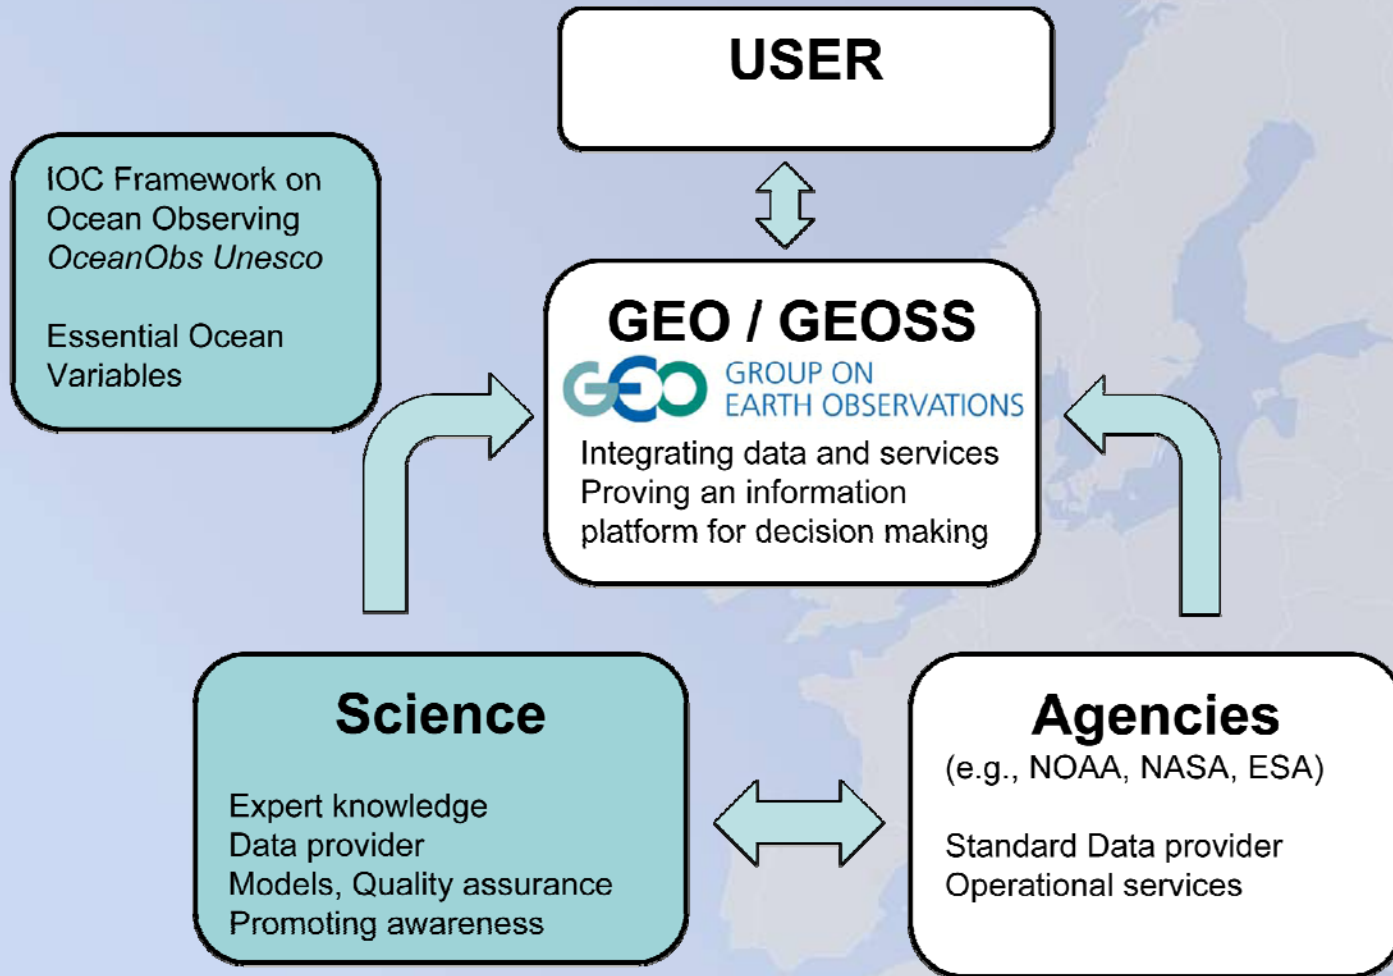 USER
IOC Framework on
Ocean Observing
OceanObs Unesco
Essential Ocean
Variables
GEO / GEOSS
GEO GROUP ON
EARTH OBSERVATIONS
Integrating data and services
Proving an information
platform for decision making
Science
Expert knowledge
Data provider
Models, Quality assurance
Promoting awareness
Agencies
(e.g., NOAA, NASA, ESA)
Standard Data provider
Operational services